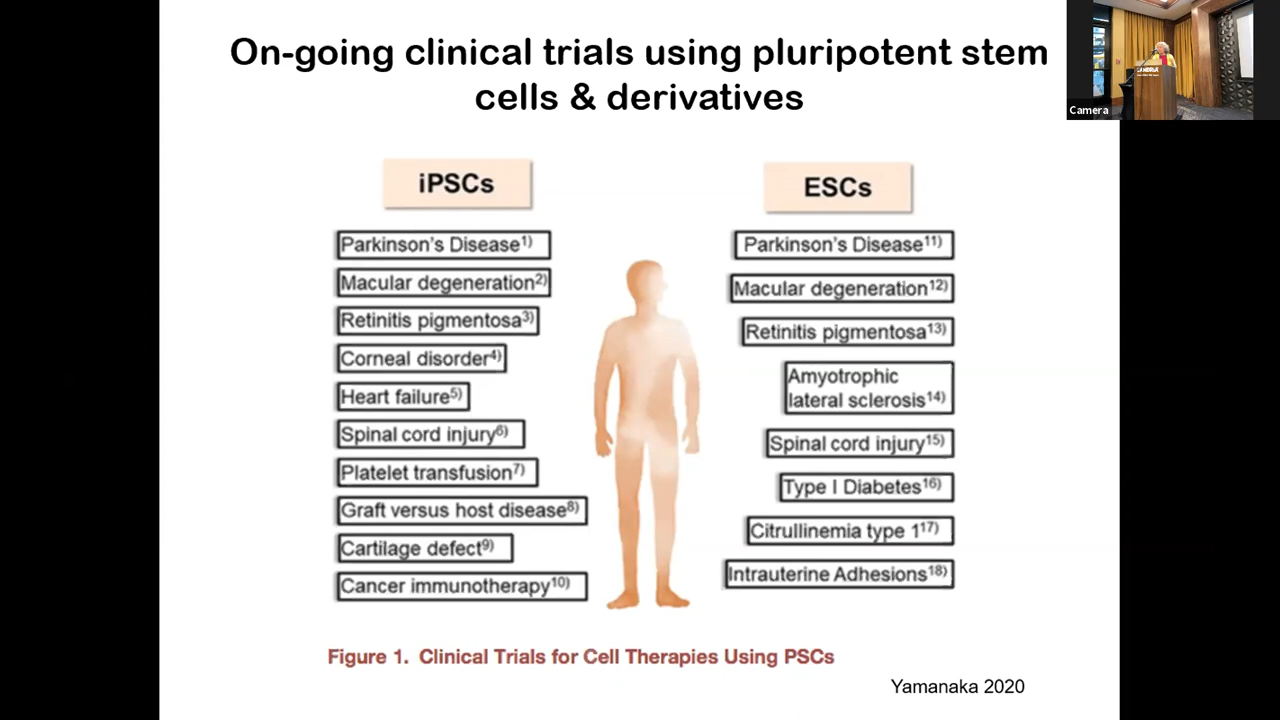 On-going clinical trials using pluripotent stem
cells & derivatives
Camera
iPSCs
Parkinson's Disease1)
Macular degeneration2)
Retinitis pigmentosa3)
Corneal disorder4)
Heart failure5)
Spinal cord injury6)
Platelet transfusion7)
Graft versus host disease8)
Cartilage defect9)
Cancer immunotherapy10)
ESCs
Parkinson's Disease11)
Macular degeneration12)
Retinitis pigmentosa13)
Amyotrophic
lateral sclerosis14)
Spinal cord injury15)
Type I Diabetes16)
Citrullinemia type 117)
Intrauterine Adhesions18)
Figure 1. Clinical Trials for Cell Therapies Using PSCs
Yamanaka 2020